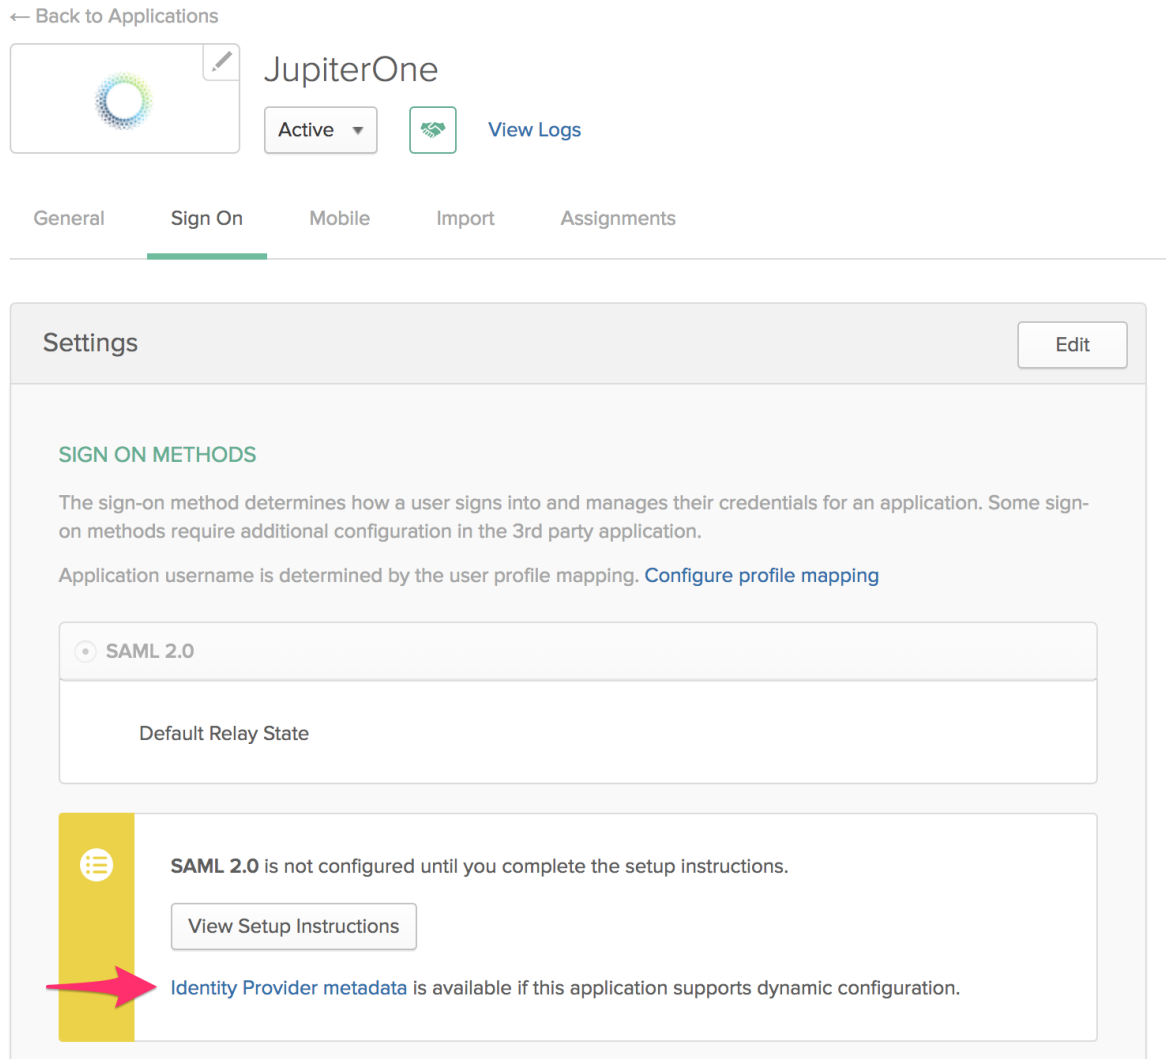 ← Back to Applications
JupiterOne
Active
View Logs
General
Sign On
Mobile
Import
Assignments
Settings
Edit
SIGN ON METHODS
The sign-on method determines how a user signs into and manages their credentials for an application. Some sign-
on methods require additional configuration in the 3rd party application.
Application username is determined by the user profile mapping. Configure profile mapping
SAML 2.0
Default Relay State
SAML 2.0 is not configured until you complete the setup instructions.
View Setup Instructions
Identity Provider metadata is available if this application supports dynamic configuration.